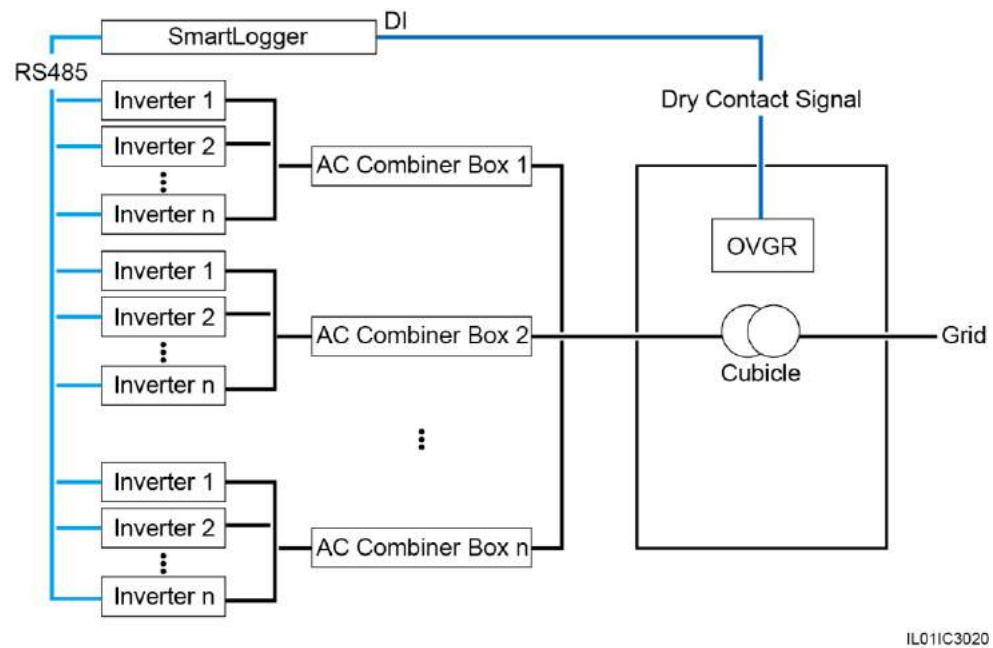 DI
SmartLogger
RS485
Inverter 1
Inverter 2
Inverter n
AC Combiner Box 1
Inverter 1
Inverter 2
Inverter n
AC Combiner Box 2
Inverter 1
Inverter 2
Inverter n
AC Combiner Box n
Dry Contact Signal
OVGR
Cubicle
Grid
IL01IC3020